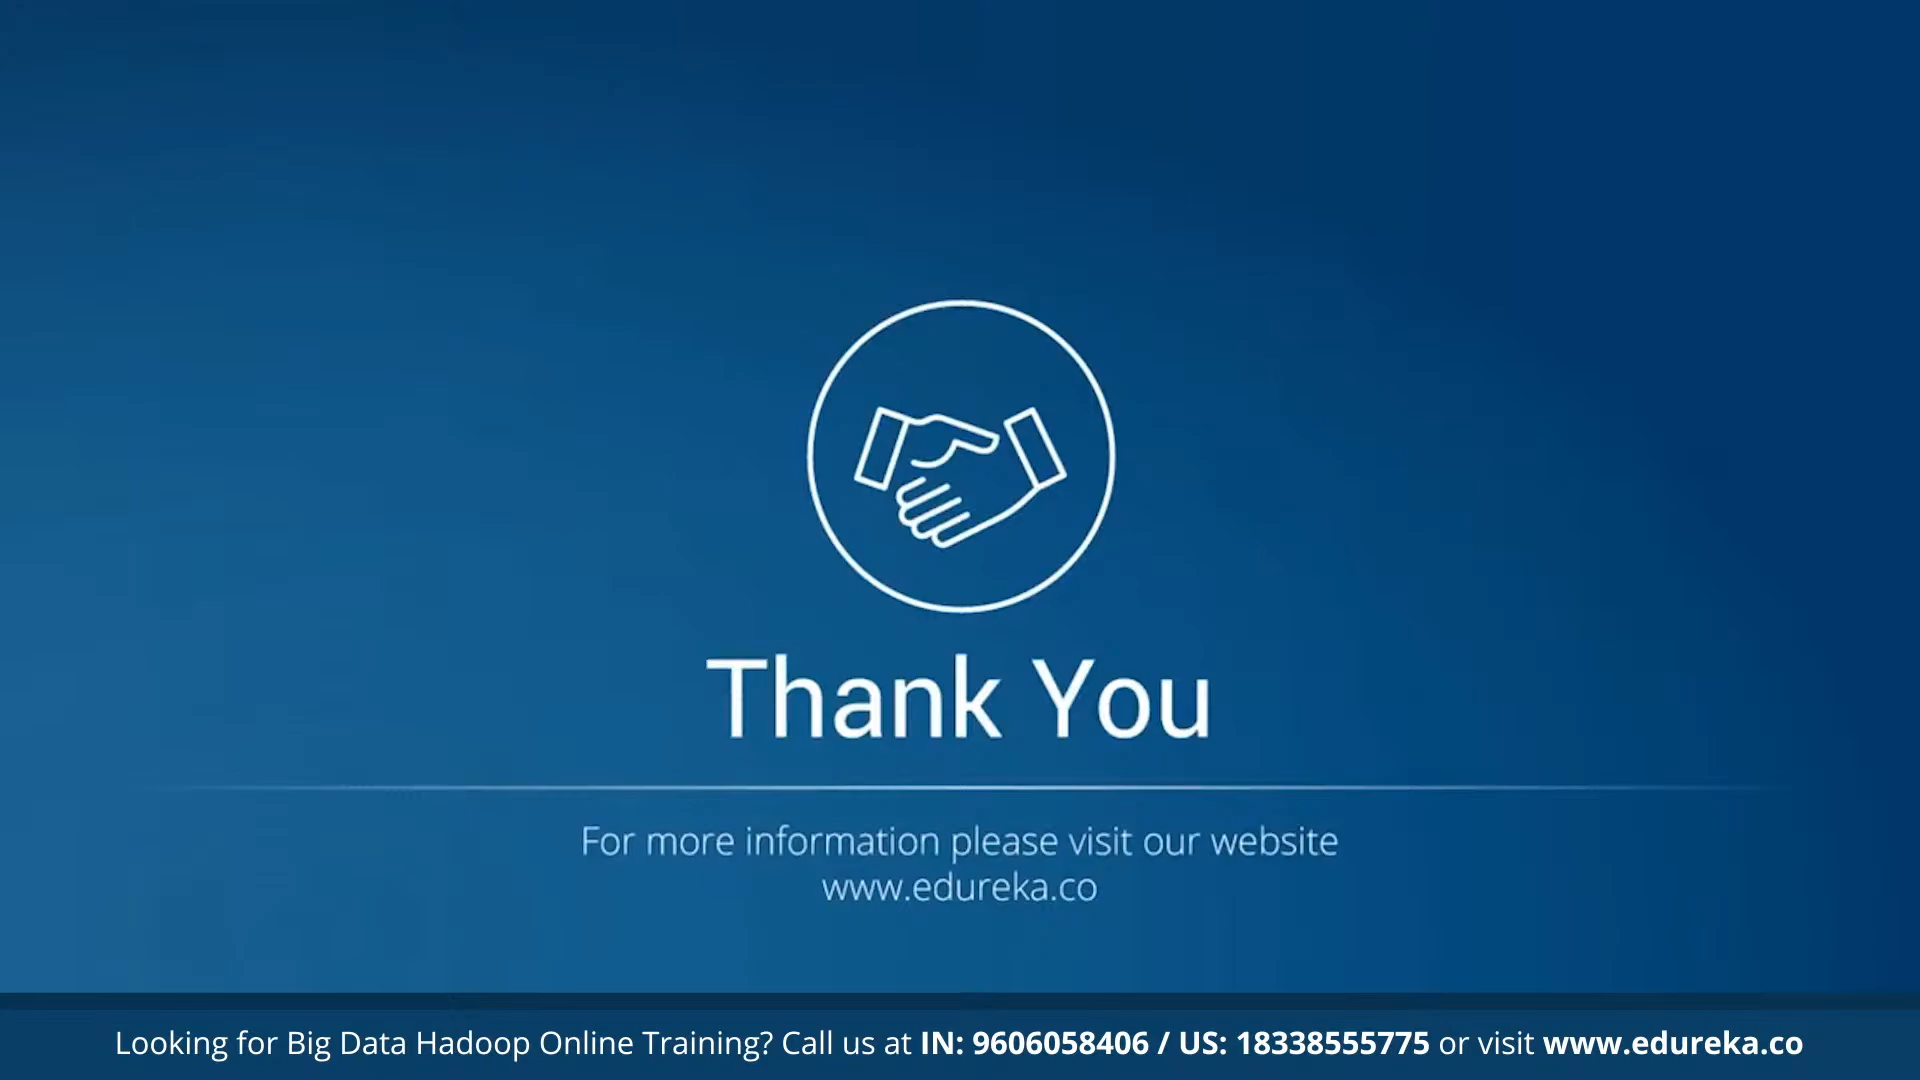 Thank You
For more information please visit our website
www.edureka.co
Looking for Big Data Hadoop Online Training? Call us at IN: 9606058406 / US: 18338555775 or visit www.edureka.co